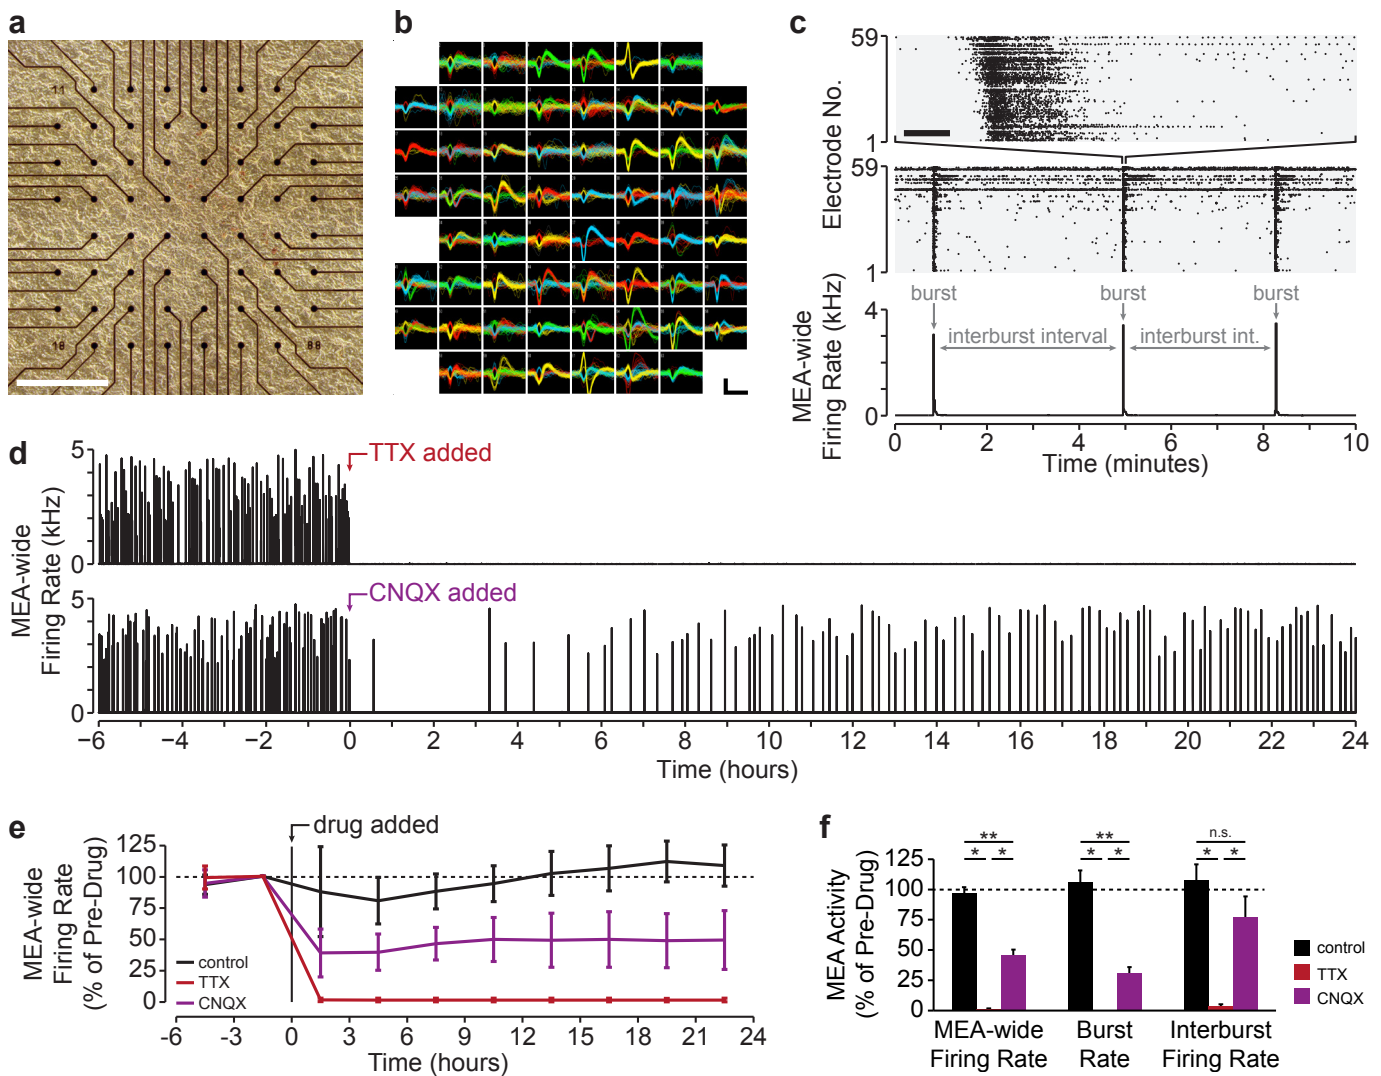 a
11
18
88
b
c
59
Electrode No.
1
59
1
burst
burst
burst
MEA-wide
Firing Rate (kHz)
4
0
interburst interval
interburst int.
0
2
4
6
8
10
Time (minutes)
d
TTX added
5
0
MEA-wide
Firing Rate (kHz)
CNQX added
5
0
−6
−4
−2
0
2
4
6
8
10
12
14
16
18
20
22
24
Time (hours)
e
drug added
MEA-wide
Firing Rate
(% of Pre-Drug)
125
100
75
50
25
0
control
TTX
CNQX
-6
-3
0
3
6
9
12
15
18
21
24
Time (hours)
f
MEA Activity
(% of Pre-Drug)
125
100
75
50
25
0
**
* *
**
* *
n.s.
* *
control
TTX
CNQX
MEA-wide
Firing Rate
Burst
Rate
Interburst
Firing Rate